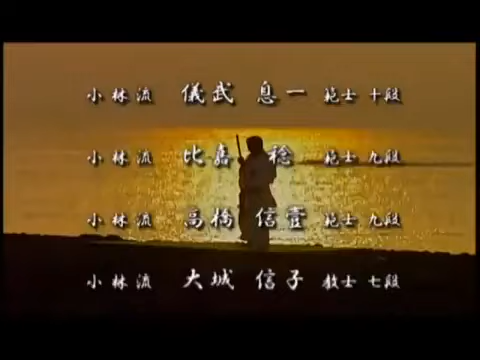 小林流 儀武 息一 範士 十段
小林流 比嘉 稔 範士 九段
小林流 高橋 信壹 範士 九段
小林流 大城 信子 教士 七段